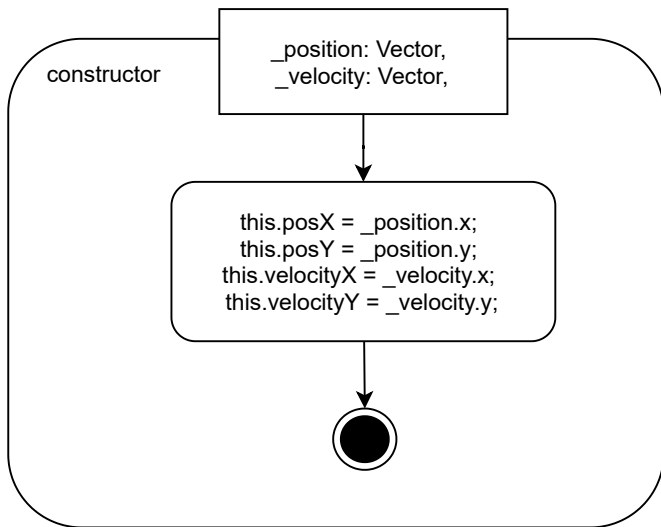 _position: Vector,
_velocity: Vector,
constructor
this.posX = _position.x;
this.posY = _position.y;
this.velocityX = _velocity.x;
this.velocityY = _velocity.y;